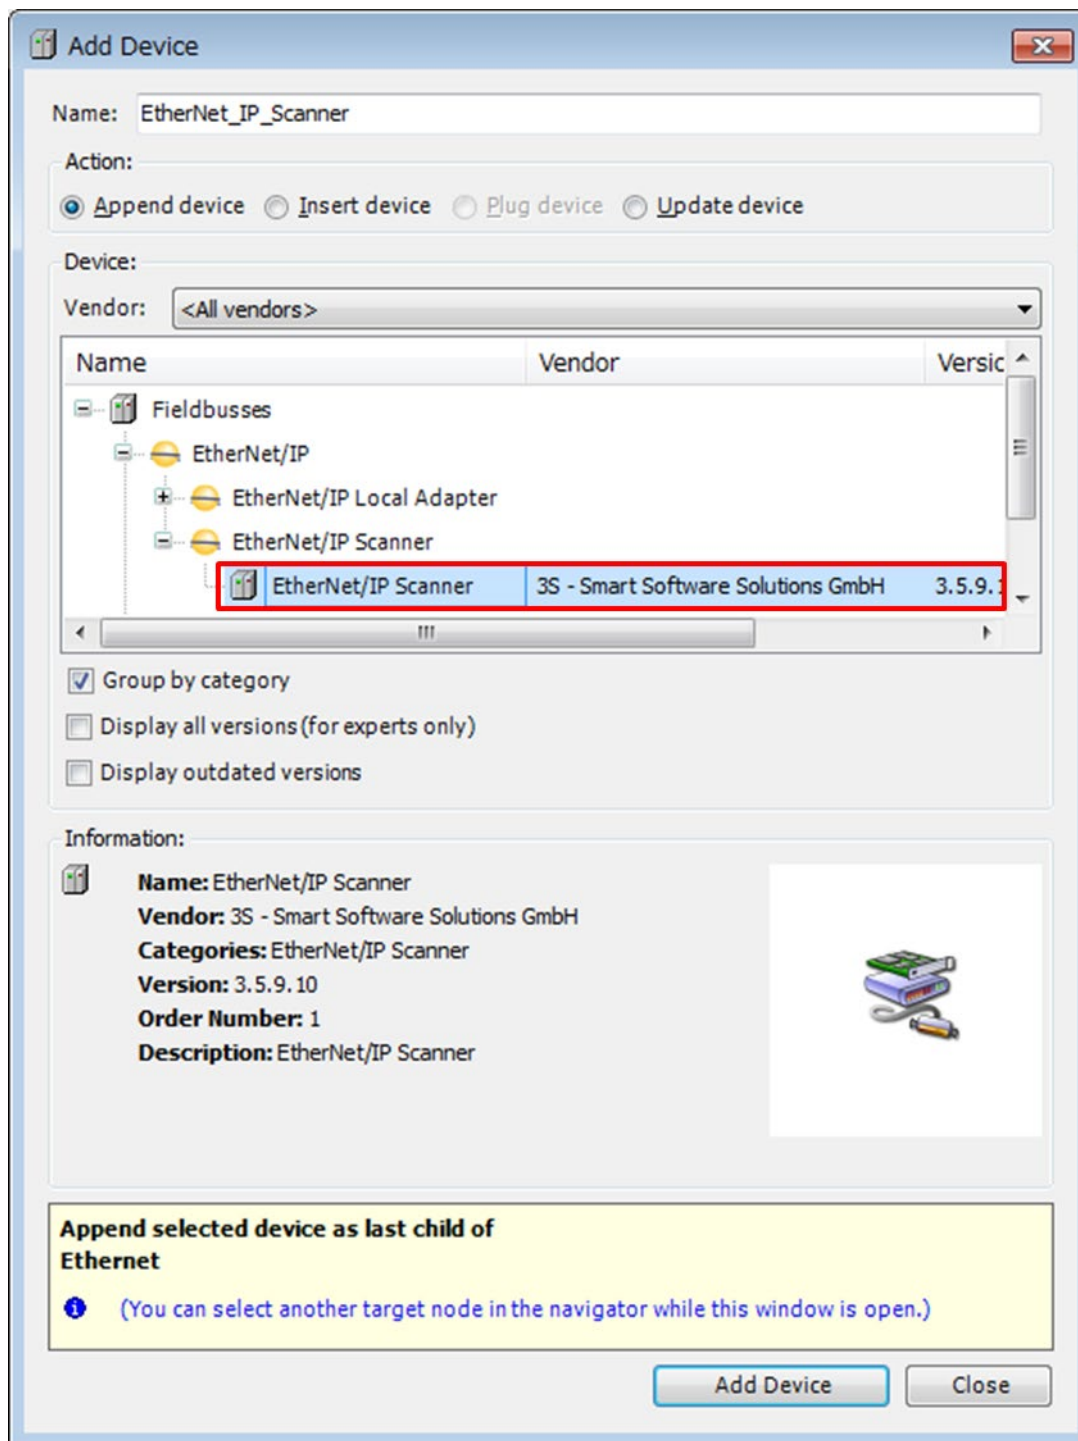 Add Device
Name: EtherNet_IP_Scanner
Action:
Append device Insert device Plug device Update device
Device:
Vendor: <All vendors>
Name Vendor Versic
Fieldbusses
EtherNet/IP
EtherNet/IP Local Adapter
EtherNet/IP Scanner
EtherNet/IP Scanner 3S - Smart Software Solutions GmbH 3.5.9.1
Group by category
Display all versions (for experts only)
Display outdated versions
Information:
Name: EtherNet/IP Scanner
Vendor: 3S - Smart Software Solutions GmbH
Categories: EtherNet/IP Scanner
Version: 3.5.9.10
Order Number: 1
Description: EtherNet/IP Scanner
Append selected device as last child of
Ethernet
(You can select another target node in the navigator while this window is open.)
Add Device Close